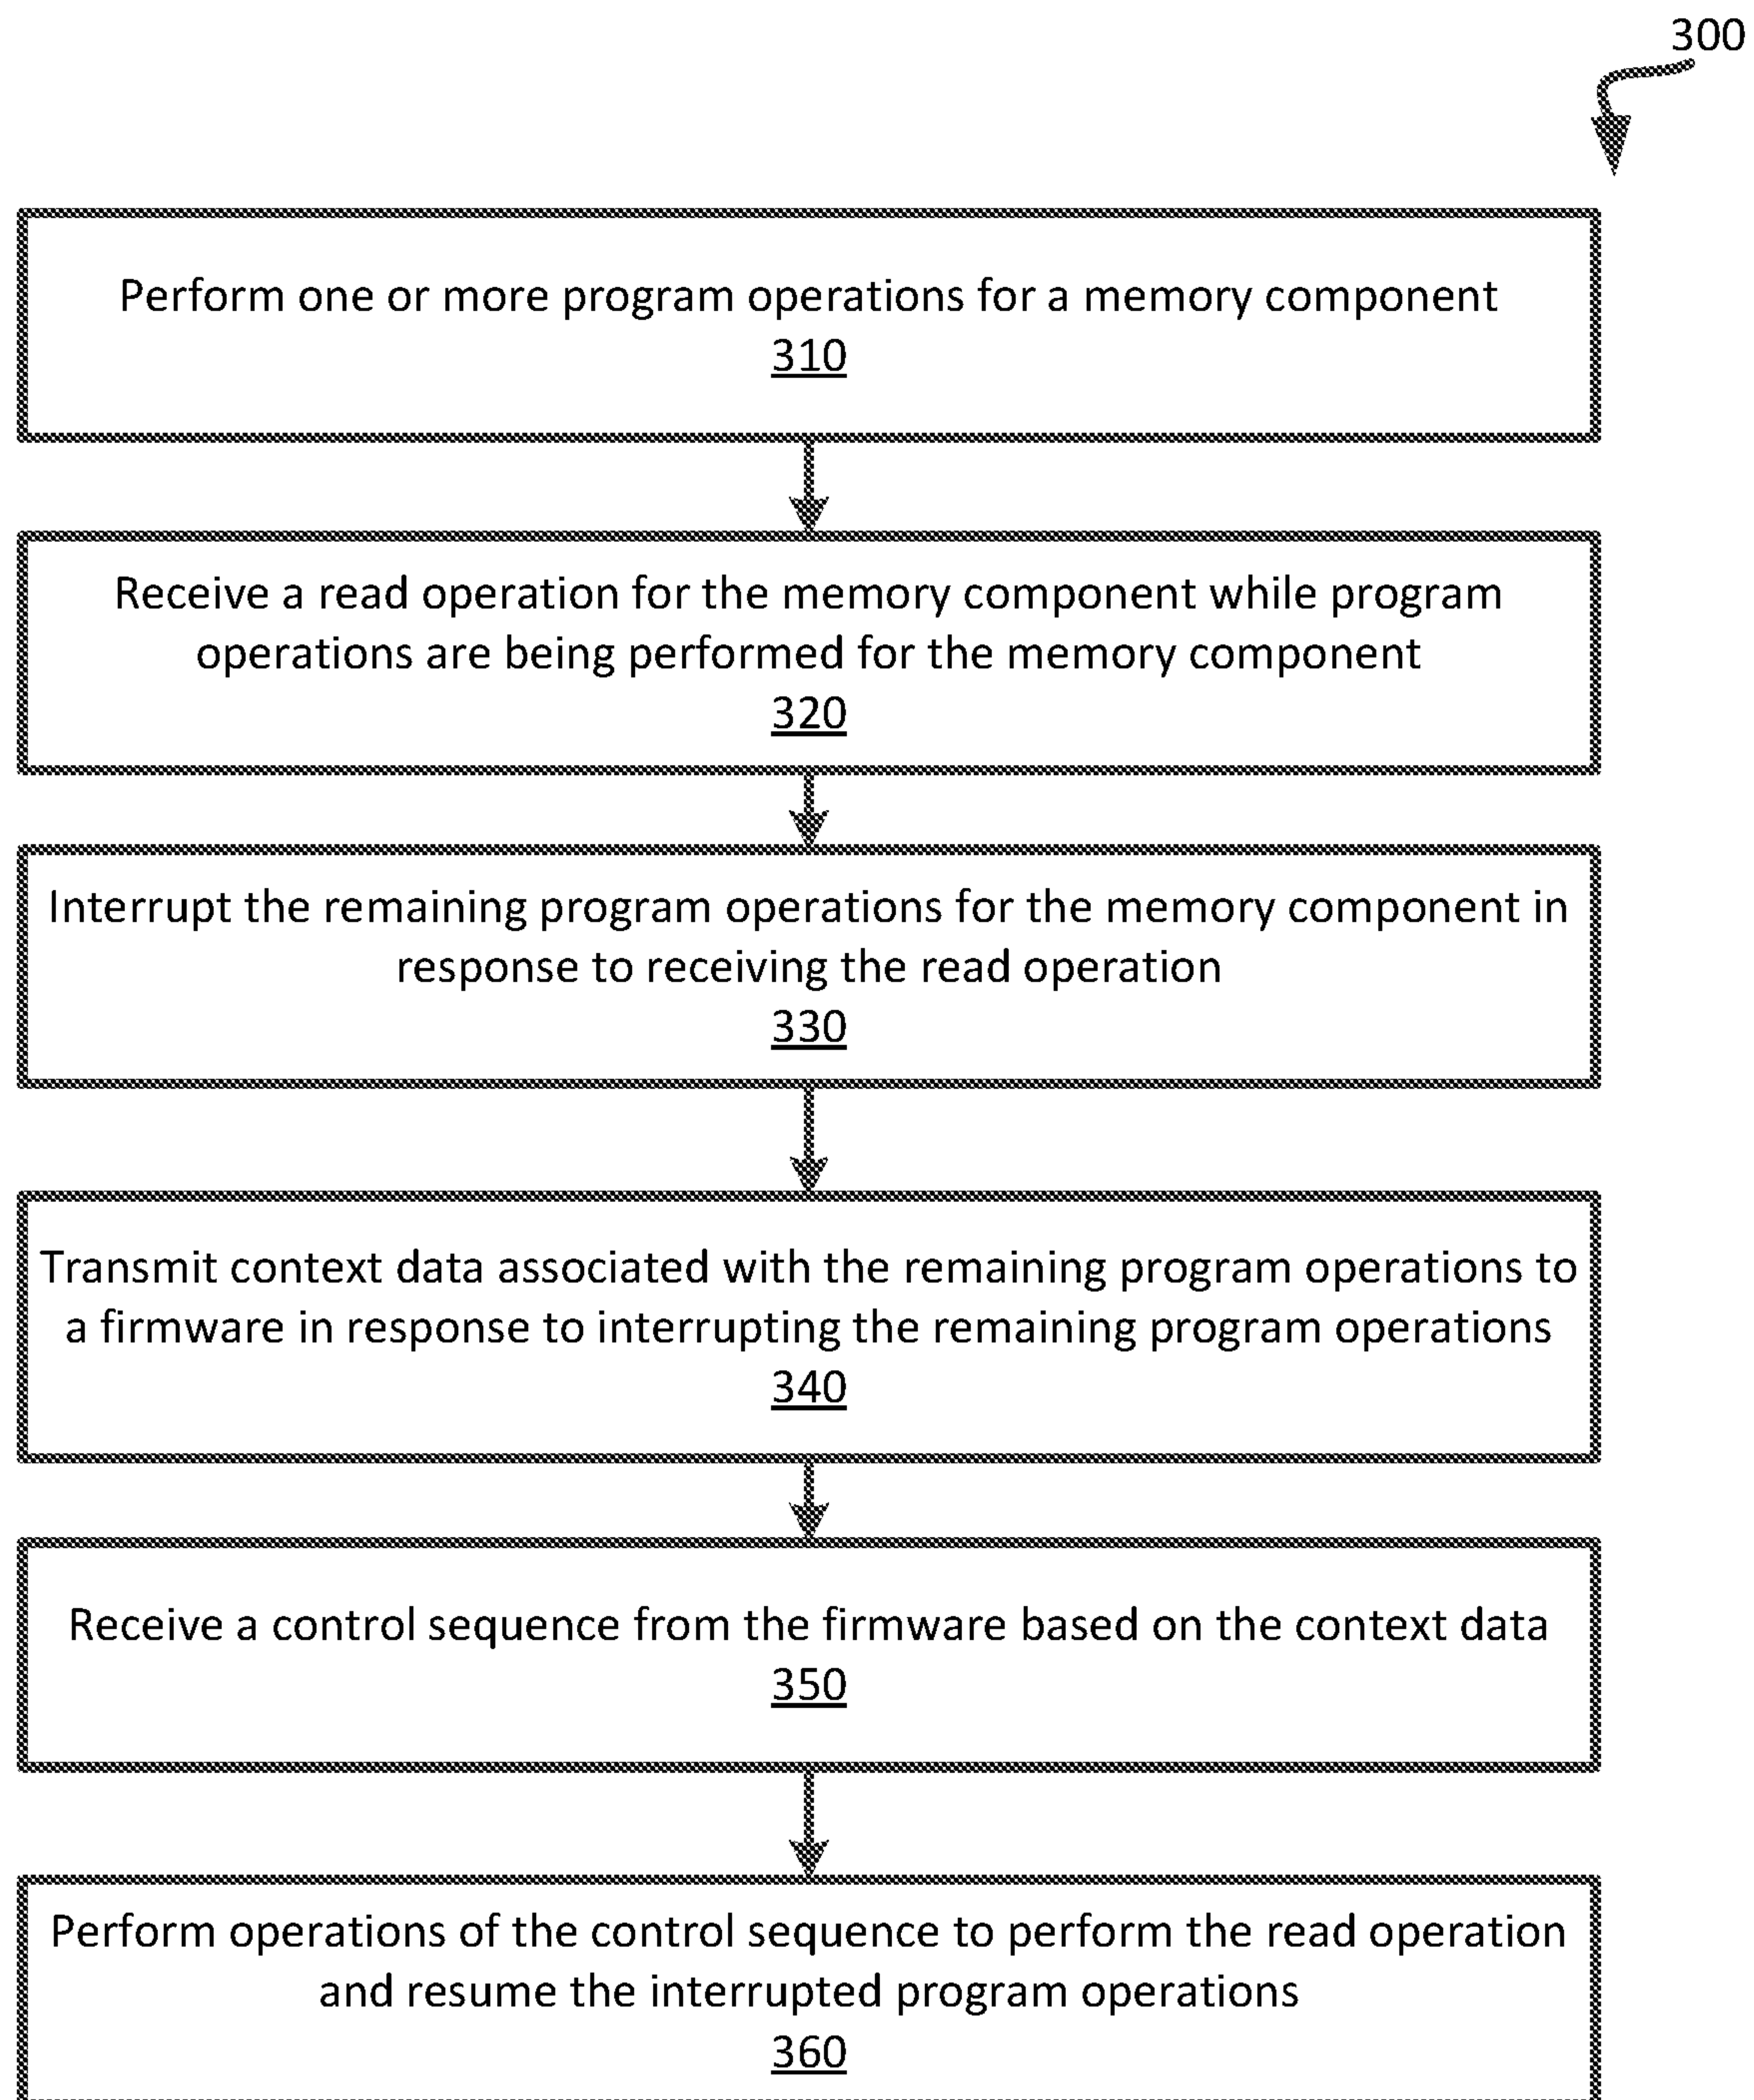 300
Perform one or more program operations for a memory component
310
Receive a read operation for the memory component while program
operations are being performed for the memory component
320
Interrupt the remaining program operations for the memory component in
response to receiving the read operation
330
Transmit context data associated with the remaining program operations to
a firmware in response to interrupting the remaining program operations
340
Receive a control sequence from the firmware based on the context data
350
Perform operations of the control sequence to perform the read operation
and resume the interrupted program operations
360